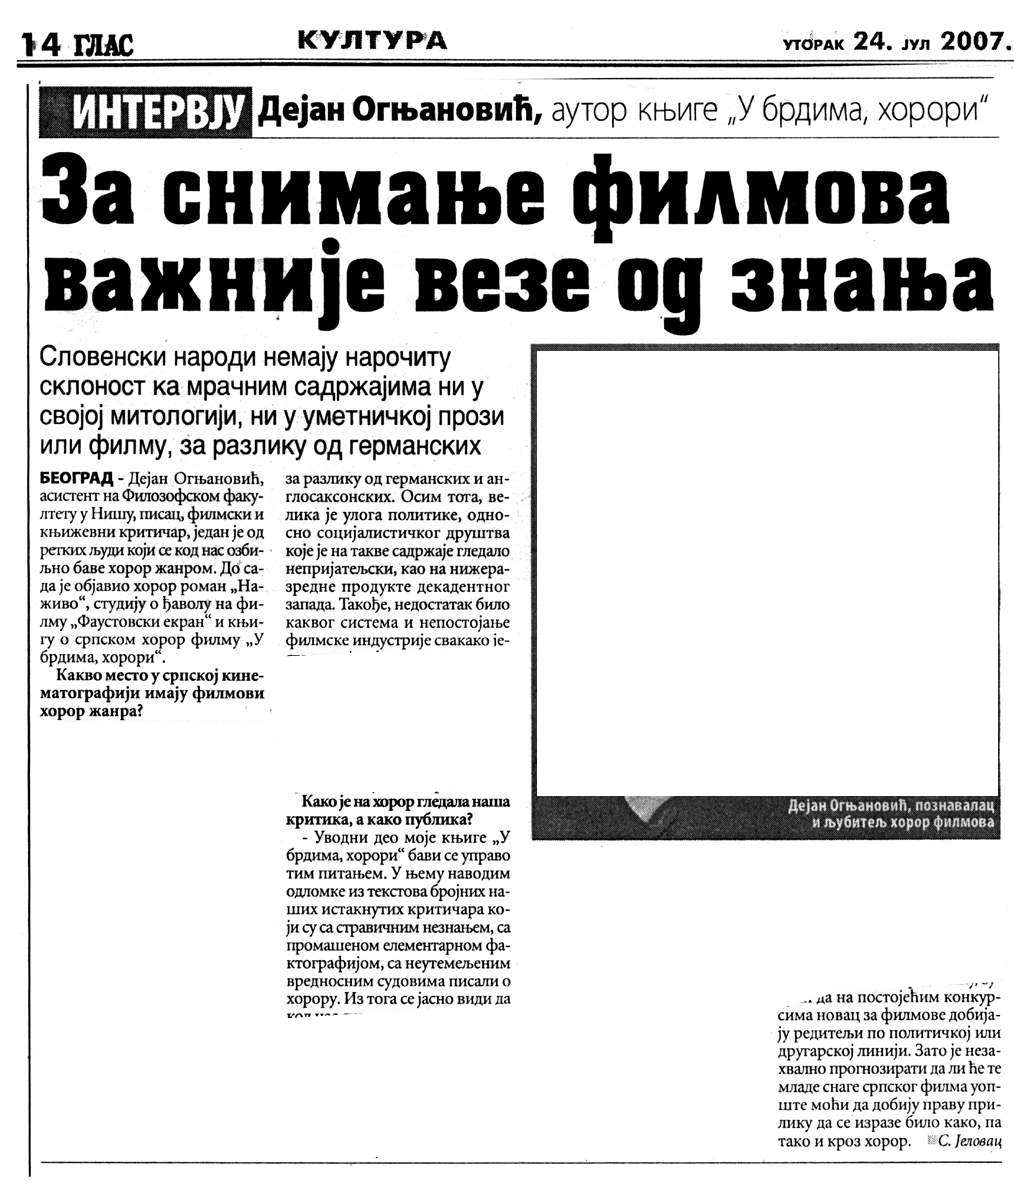 14 ГЛАС
КУЛТУРА
УТОРАК 24. ЈУЛ 2007.
ИНТЕРВЈУ Дејан Огњановић, аутор књиге „У брдима, хорори“
За снимање филмова
важније везе од знања
Словенски народи немају нарочиту
склоност ка мрачним садржајима ни у
својој митологији, ни у уметничкој прози
или филму, за разлику од германских
БЕОГРАД - Дејан Огњановић,
асистент на Филозофском факу-
лтету у Нишу, писац, филмски и
књижевни критичар, један је од
ретких људи који се код нас озби-
љно баве хорор жанром. До са-
да је објавио хорор роман „На-
живо“, студију о ђаволу на фи-
лму „Фаустовски екран“ и књи-
гу о српском хорор филму „У
брдима, хорори“.
Какво место у српској кине-
матографији имају филмови
хорор жанра?
за разлику од германских и ан-
глосаксонских. Осим тога, ве-
лика је улога политике, одно-
сно социјалистичког друштва
које је на такве садржаје гледало
непријатељски, као на нижера-
зредне продукте декадентног
запада. Такође, недостатак било
каквог система и непостојање
филмске индустрије свакако је-
Како је на хорор гледала наша
критика, а како публика?
- Уводни део моје књиге „У
брдима, хорори“ бави се управо
тим питањем. У њему наводим
одломке из текстова бројних на-
ших истакнутих критичара ко-
ји су са стравичним незнањем, са
промашеном елементарном фа-
ктографијом, са неутемељеним
вредносним судовима писали о
хорору. Из тога се јасно види да
Дејан Огњановић, познавалац
и љубитељ хорор филмова
да на постојећим конкур-
сима новац за филмове добија-
ју редитељи по политичкој или
другарској линији. Зато је неза-
хвално прогнозирати да ли ће те
младе снаге српског филма уоп-
ште моћи да добију праву при-
лику да се изразе било како, па
тако и кроз хорор. С. Јеловац